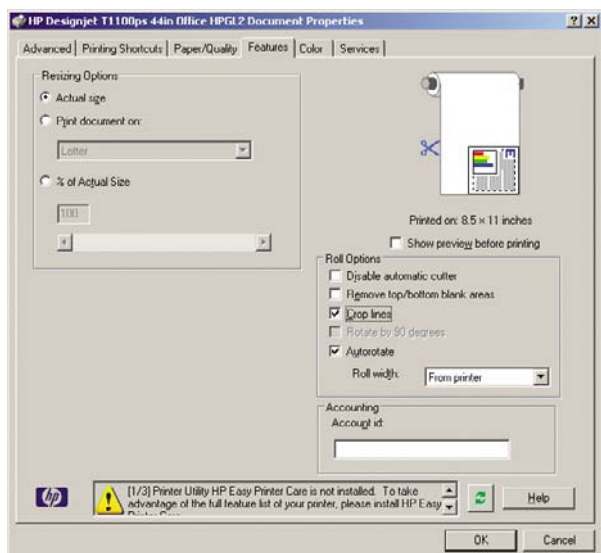 HP Designjet T1100ps 44in Office HPGL2 Document Properties
Advanced Printing Shortcuts Paper/Quality Features Color Services
Resizing Options
Actual size
Print document on:
Letter
% of Actual Size
100
Printed on: 8.5 × 11 inches
Show preview before printing
Roll Options
Disable automatic cutter
Remove top/bottom blank areas
Crop lines
Rotate by 90 degrees
Autorotate
Roll width: From printer
Accounting
Account id:
hp
[1/3] Printer Utility HP Easy Printer Care is not installed. To take
advantage of the full feature list of your printer, please install HP Easy
Help
OK Cancel